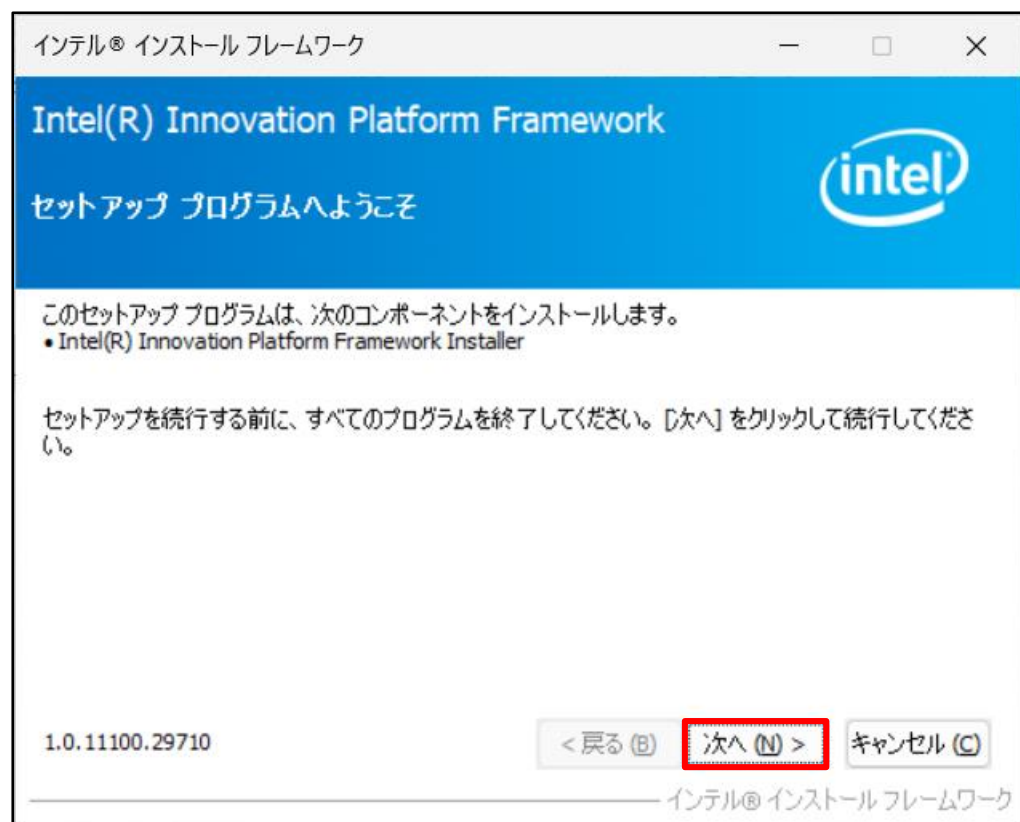 インテル® インストール フレームワーク
Intel(R) Innovation Platform Framework
intel
セットアップ プログラムへようこそ
このセットアップ プログラムは、次のコンポーネントをインストールします。
• Intel(R) Innovation Platform Framework Installer
セットアップを続行する前に、すべてのプログラムを終了してください。[次へ] をクリックして続行してくださ
い。
1.0.11100.29710
< 戻る (B) 次へ (N) > キャンセル (C)
インテル® インストール フレームワーク